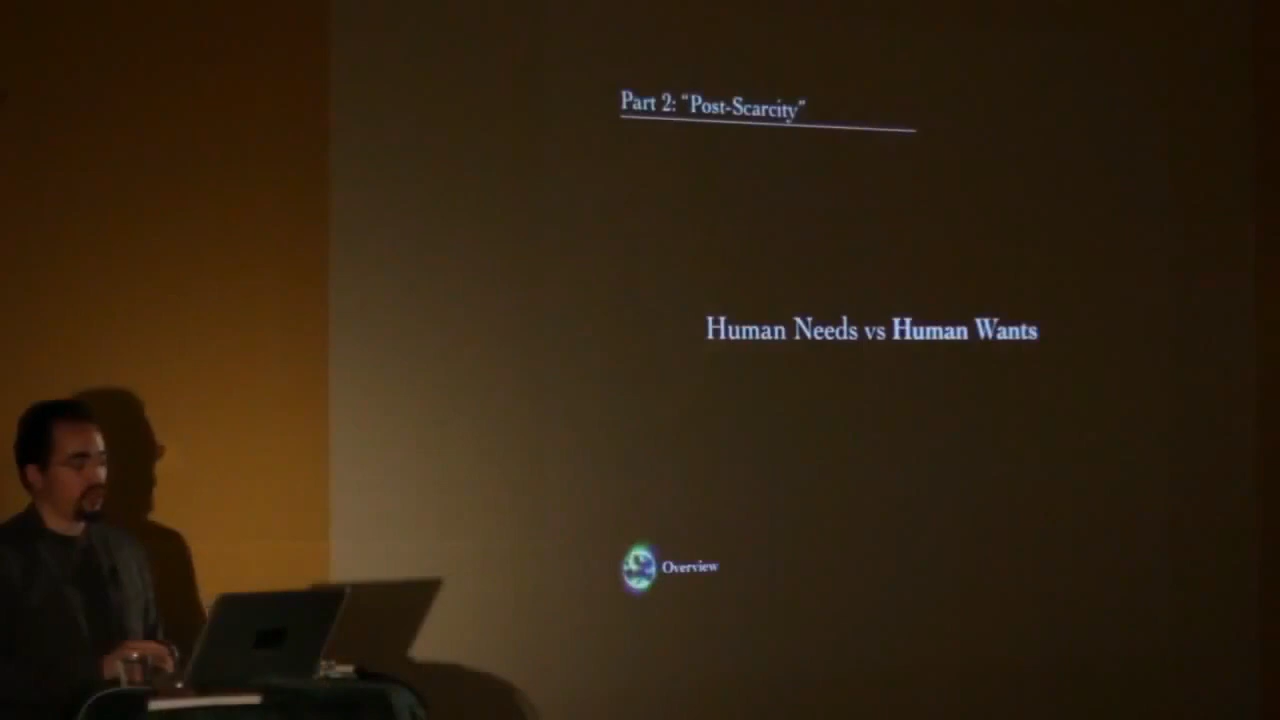 Part 2: “Post-Scarcity”
Human Needs vs Human Wants
Overview